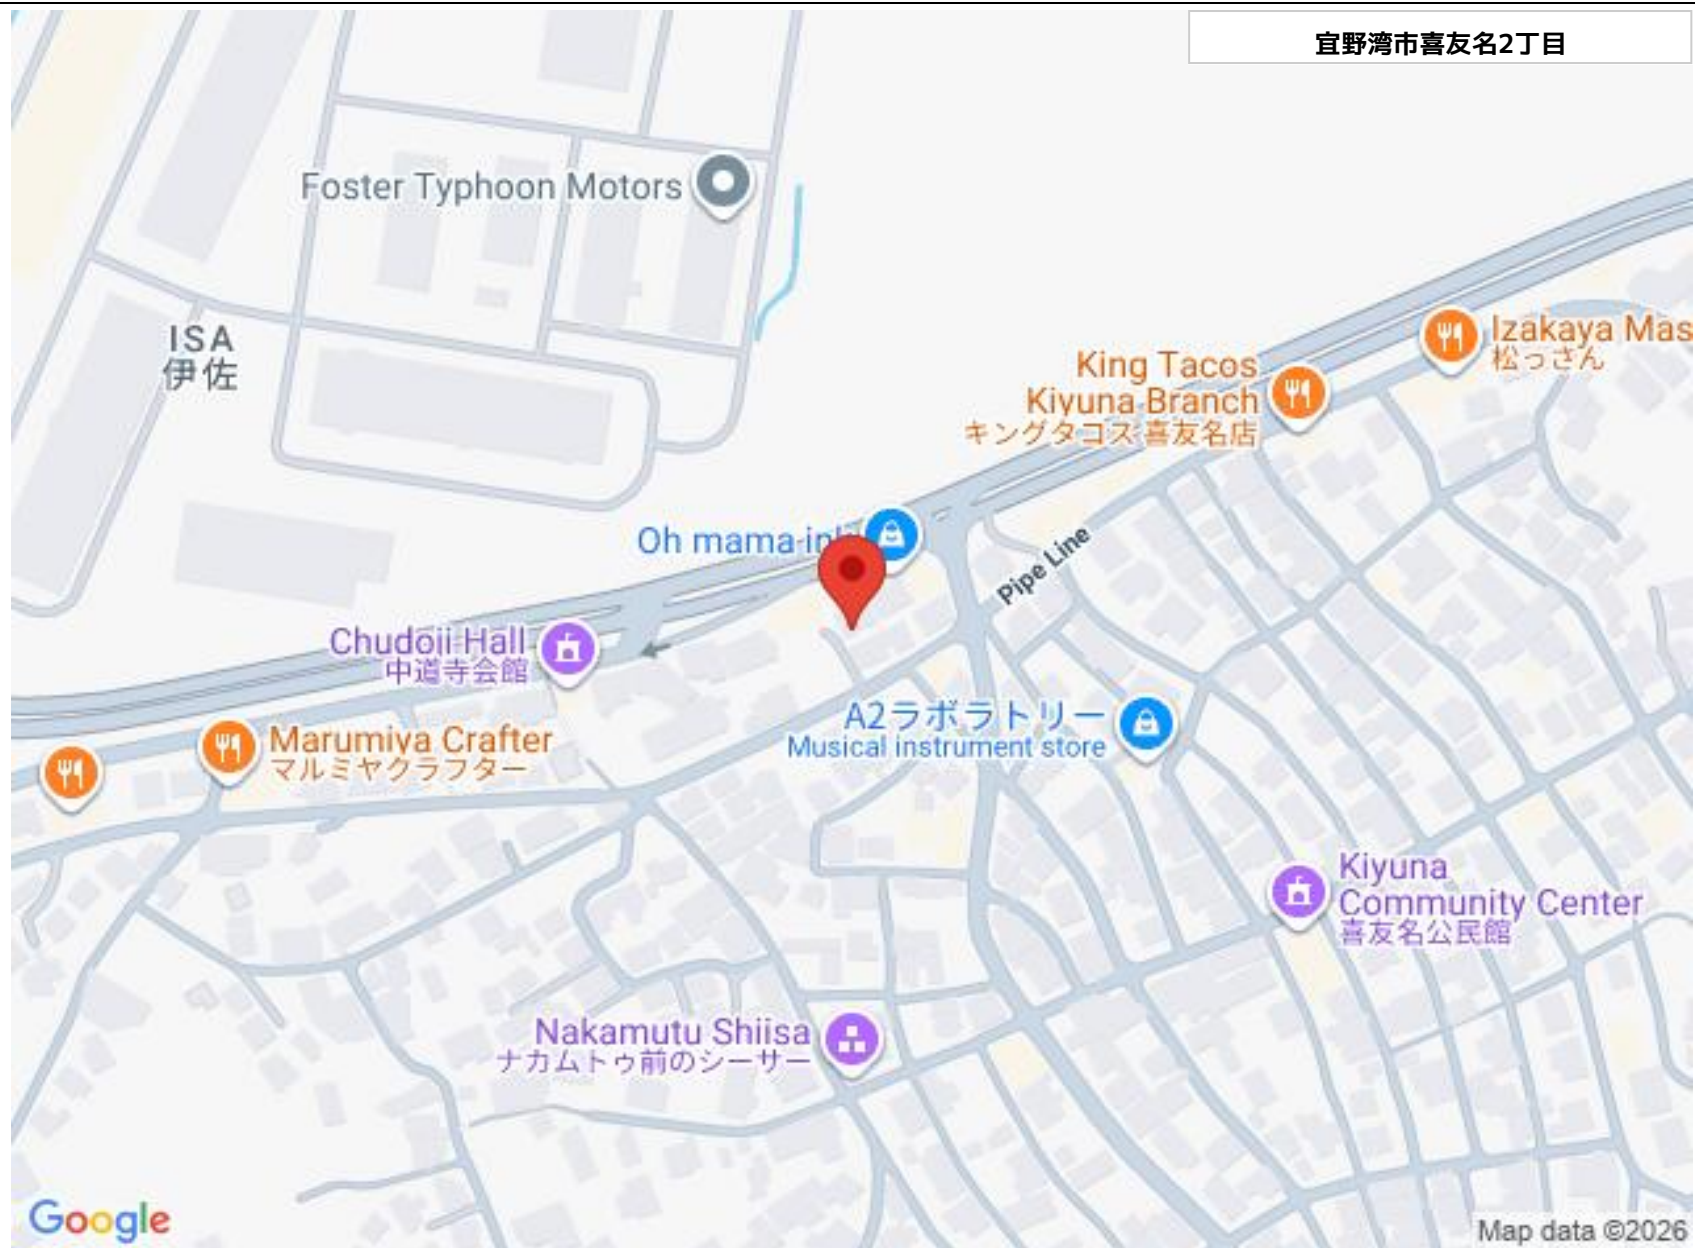 宜野湾市喜友名2丁目
Foster Typhoon Motors
ISA
伊佐
Izakaya Mas
松っさん
King Tacos
Kiyuna Branch
キングタコス 喜友名店
Oh mama in
Pipe Line
Chudoji Hall
中道寺会館
A2ラボラトリー
Musical instrument store
Marumiya Crafter
マルミヤクラフター
Kiyuna
Community Center
喜友名公民館
Nakamutu Shiisa
ナカムトゥ前のシーサー
Google
Map data ©2026